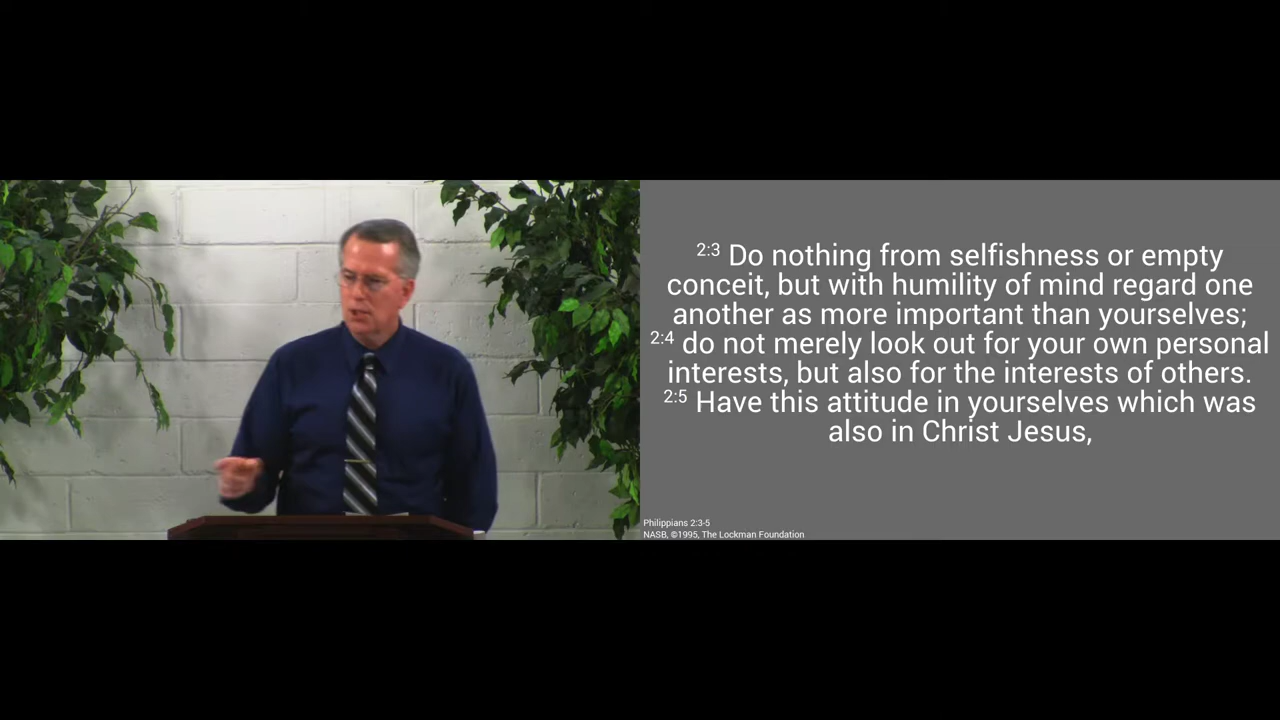 2:3 Do nothing from selfishness or empty
conceit, but with humility of mind regard one
another as more important than yourselves;
2:4 do not merely look out for your own personal
interests, but also for the interests of others.
2:5 Have this attitude in yourselves which was
also in Christ Jesus,
Philippians 2:3-5
NASB, ©1995, The Lockman Foundation